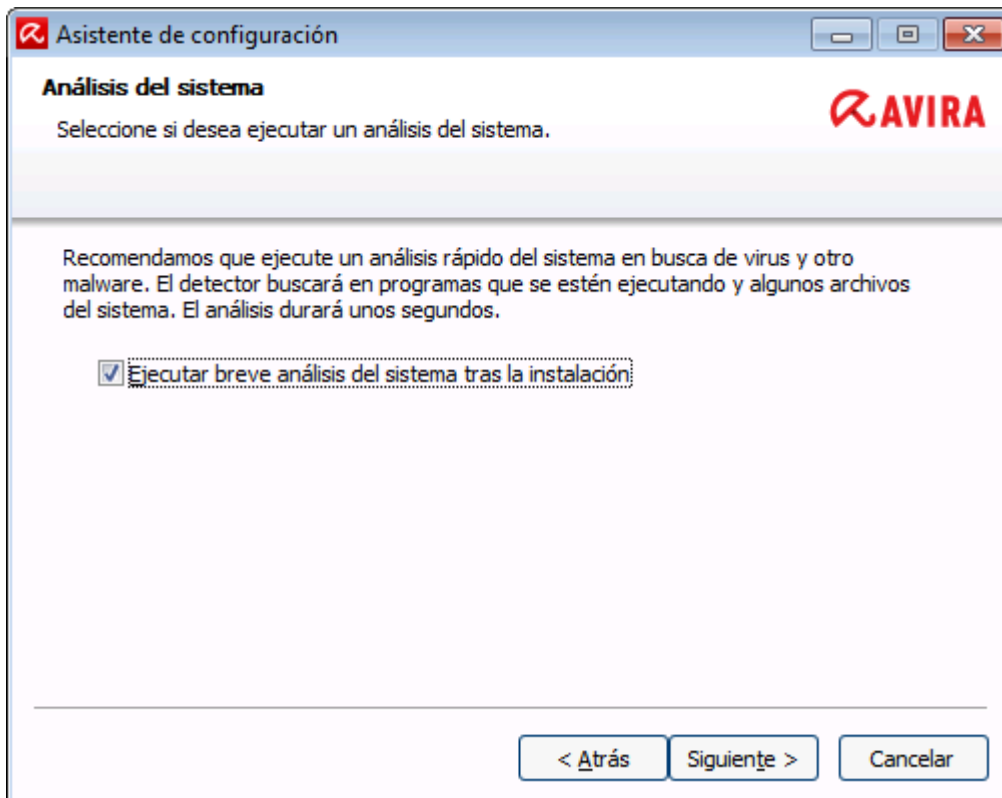 Asistente de configuración
Análisis del sistema
Seleccione si desea ejecutar un análisis del sistema.
AVIRA
Recomendamos que ejecute un análisis rápido del sistema en busca de virus y otro
malware. El detector buscará en programas que se estén ejecutando y algunos archivos
del sistema. El análisis durará unos segundos.
Ejecutar breve análisis del sistema tras la instalación
< Atrás
Siguiente >
Cancelar